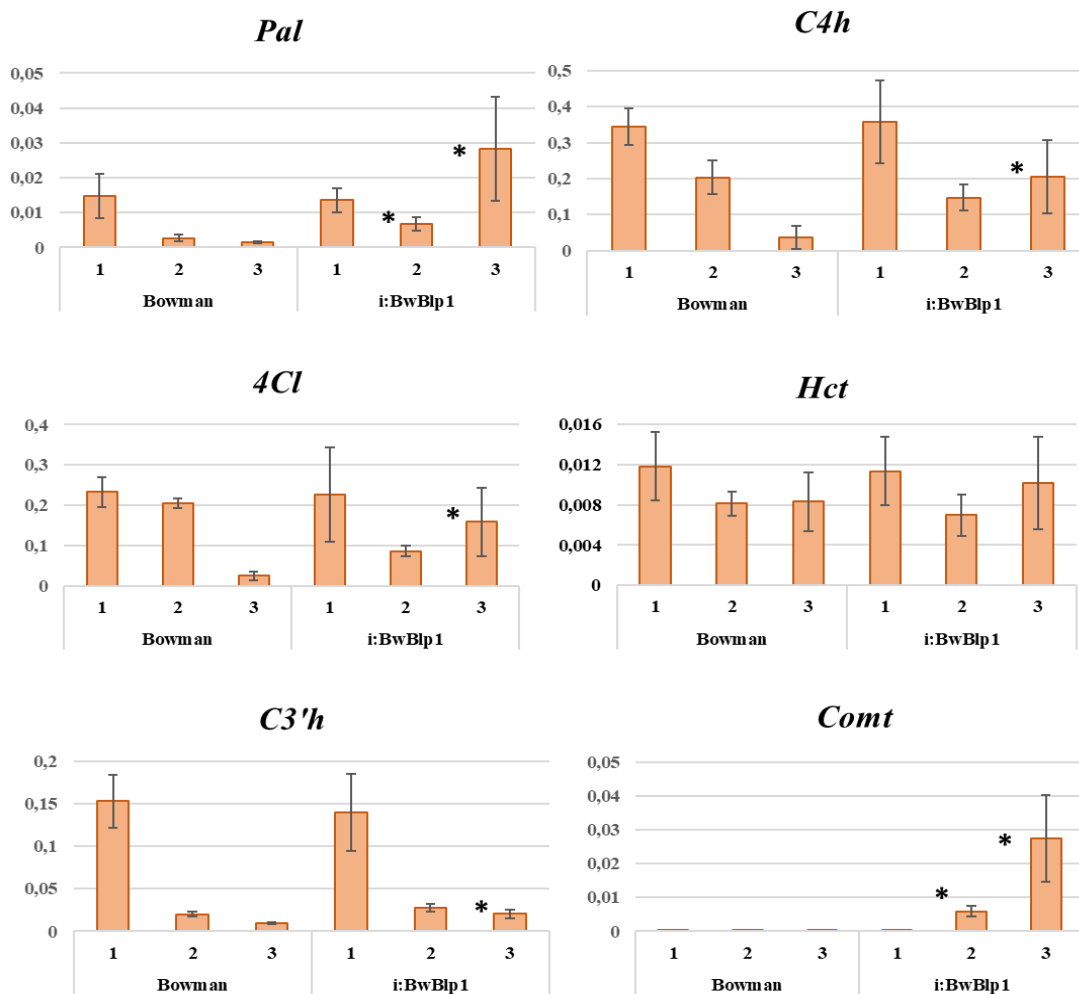 Pal
0,05
0,04
0,03
0,02
0,01
0
*
*
1 2 3 1 2 3
Bowman i:BwBlp1
C4h
0,5
0,4
0,3
0,2
0,1
0
*
1 2 3 1 2 3
Bowman i:BwBlp1
4Cl
0,4
0,3
0,2
0,1
0
*
1 2 3 1 2 3
Bowman i:BwBlp1
Hct
0,016
0,012
0,008
0,004
0
1 2 3 1 2 3
Bowman i:BwBlp1
C3'h
0,2
0,15
0,1
0,05
0
*
1 2 3 1 2 3
Bowman i:BwBlp1
Comt
0,05
0,04
0,03
0,02
0,01
0
*
*
1 2 3 1 2 3
Bowman i:BwBlp1